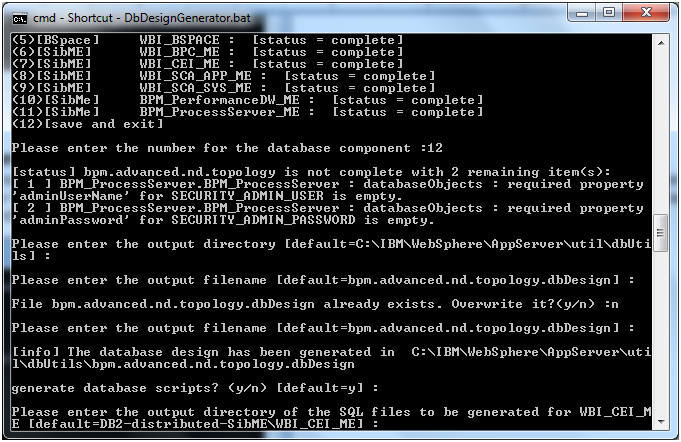 cmd - Shortcut - DbDesignGenerator.bat
(5)[BSpace] WBI_BSPACE : [status = complete]
(6)[SibME] WBI_BPC_ME : [status = complete]
(7)[SibME] WBI_CEI_ME : [status = complete]
(8)[SibME] WBI_SCA_APP_ME : [status = complete]
(9)[SibME] WBI_SCA_SYS_ME : [status = complete]
(10)[SibMe] BPM_PerformanceDW_ME : [status = complete]
(11)[SibMe] BPM_ProcessServer_ME : [status = complete]
(12)[save and exit]
Please enter the number for the database component :12
[status] bpm.advanced.nd.topology is not complete with 2 remaining item(s):
[ 1 ] BPM_ProcessServer.BPM_ProcessServer : databaseObjects : required property
'adminUserName' for SECURITY_ADMIN_USER is empty.
[ 2 ] BPM_ProcessServer.BPM_ProcessServer : databaseObjects : required property
'adminPassword' for SECURITY_ADMIN_PASSWORD is empty.
Please enter the output directory [default=C:\IBM\WebSphere\AppServer\util\dbUti
ls] :
Please enter the output filename [default=bpm.advanced.nd.topology.dbDesign] :
File bpm.advanced.nd.topology.dbDesign already exists. Overwrite it?(y/n) :n
Please enter the output filename [default=bpm.advanced.nd.topology.dbDesign] :
[info] The database design has been generated in C:\IBM\WebSphere\AppServer\uti
l\dbUtils\bpm.advanced.nd.topology.dbDesign
generate database scripts? (y/n) [default=y] :
Please enter the output directory of the SQL files to be generated for WBI_CEI_M
E [default=DB2-distributed-SibME\WBI_CEI_ME] :